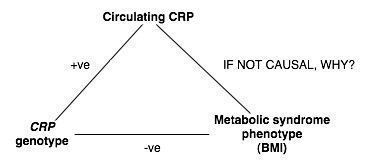 Circulating CRP
+ve
IF NOT CAUSAL, WHY?
CRP
genotype
-ve
Metabolic syndrome
phenotype
(BMI)